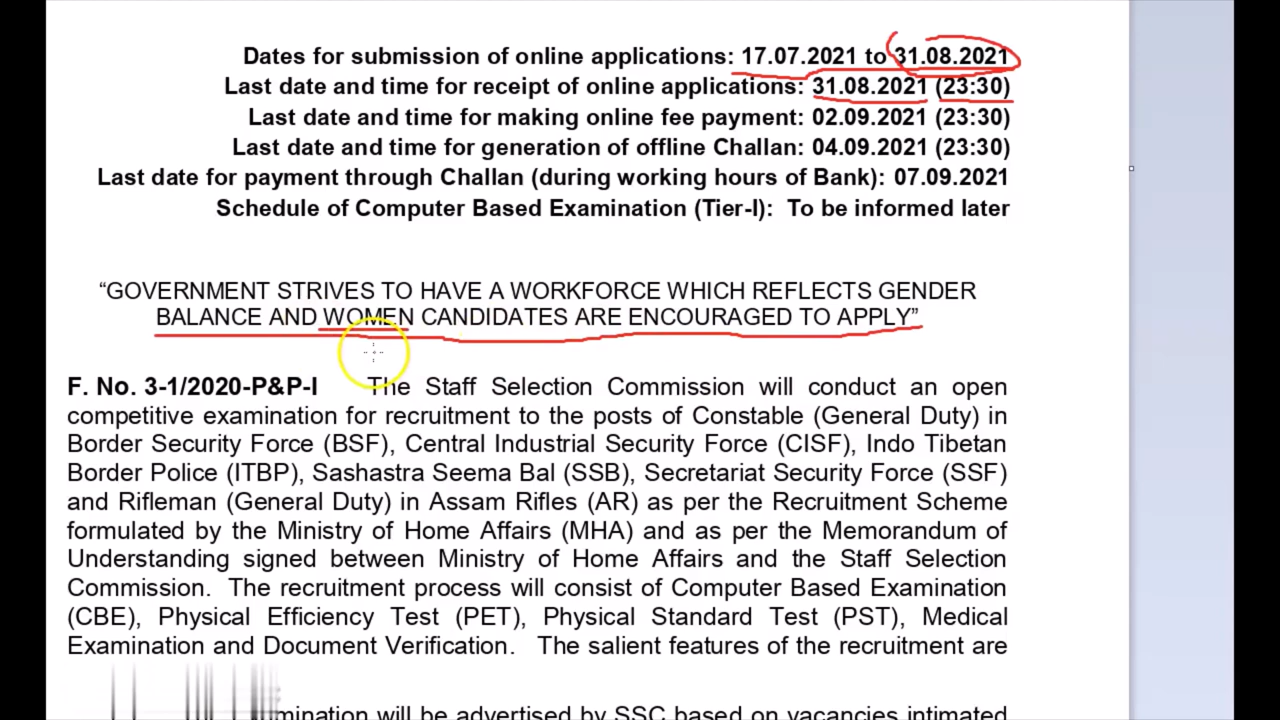 Dates for submission of online applications: 17.07.2021 to 31.08.2021
Last date and time for receipt of online applications: 31.08.2021 (23:30)
Last date and time for making online fee payment: 02.09.2021 (23:30)
Last date and time for generation of offline Challan: 04.09.2021 (23:30)
Last date for payment through Challan (during working hours of Bank): 07.09.2021
Schedule of Computer Based Examination (Tier-I): To be informed later
“GOVERNMENT STRIVES TO HAVE A WORKFORCE WHICH REFLECTS GENDER
BALANCE AND WOMEN CANDIDATES ARE ENCOURAGED TO APPLY”
F. No. 3-1/2020-P&P-I The Staff Selection Commission will conduct an open
competitive examination for recruitment to the posts of Constable (General Duty) in
Border Security Force (BSF), Central Industrial Security Force (CISF), Indo Tibetan
Border Police (ITBP), Sashastra Seema Bal (SSB), Secretariat Security Force (SSF)
and Rifleman (General Duty) in Assam Rifles (AR) as per the Recruitment Scheme
formulated by the Ministry of Home Affairs (MHA) and as per the Memorandum of
Understanding signed between Ministry of Home Affairs and the Staff Selection
Commission. The recruitment process will consist of Computer Based Examination
(CBE), Physical Efficiency Test (PET), Physical Standard Test (PST), Medical
Examination and Document Verification. The salient features of the recruitment are
will be advertised by SSC based on vacancies intimated